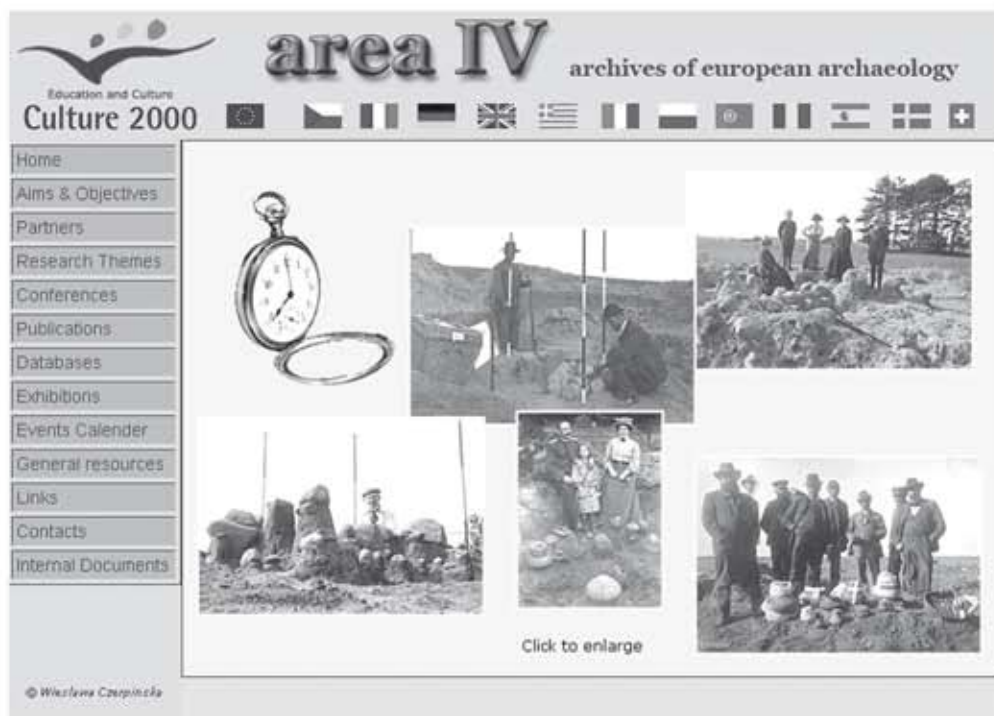 area IV
archives of european archaeology
Education and Culture
Culture 2000
Home
Aims & Objectives
Partners
Research Themes
Conferences
Publications
Databases
Exhibitions
Events Calender
General resources
Links
Contacts
Internal Documents
Click to enlarge
© Wiesława Czerpińska